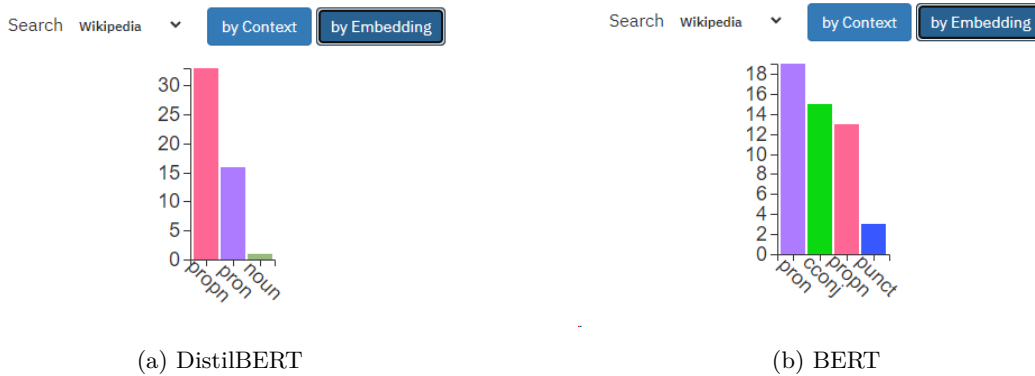 Search Wikipedia by Context by Embedding
30
25
20
15
10
5
0
propn pron noun
(a) DistilBERT
Search Wikipedia by Context by Embedding
18
16
14
12
10
8
6
4
2
0
pron cconj propn punct
(b) BERT